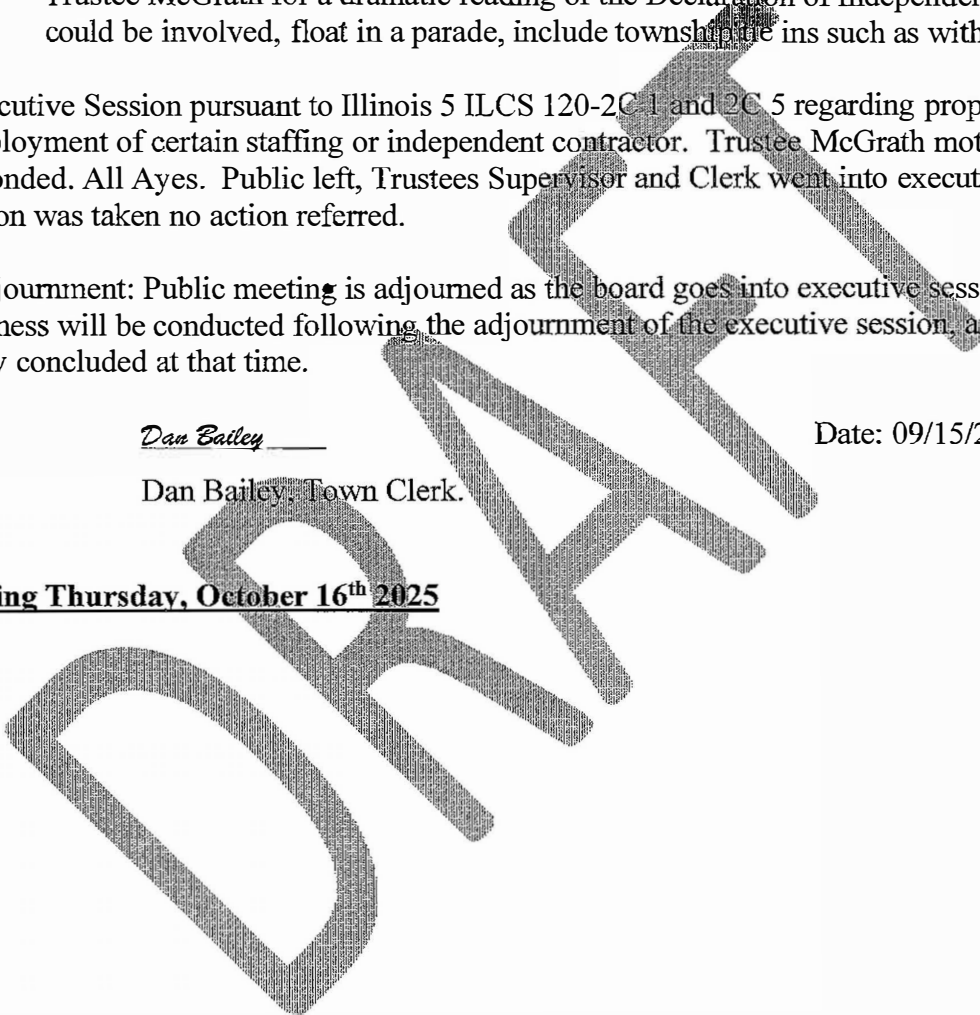 Trustee McGrath for a dramatic reading of the Declaration of Independen
could be involved, float in a parade, include township tie ins such as with
cutive Session pursuant to Illinois 5 ILCS 120-2C 1 and 2C 5 regarding prop
ployment of certain staffing or independent contractor. Trustee McGrath mot
onded. All Ayes. Public left, Trustees Supervisor and Clerk went into execut
on was taken no action referred.
journment: Public meeting is adjourned as the board goes into executive sess
ness will be conducted following the adjournment of the executive session, a
y concluded at that time.
Dan Bailey
Date: 09/15/2
Dan Bailey, Town Clerk.
ing Thursday, October 16th 2025
DRAFT